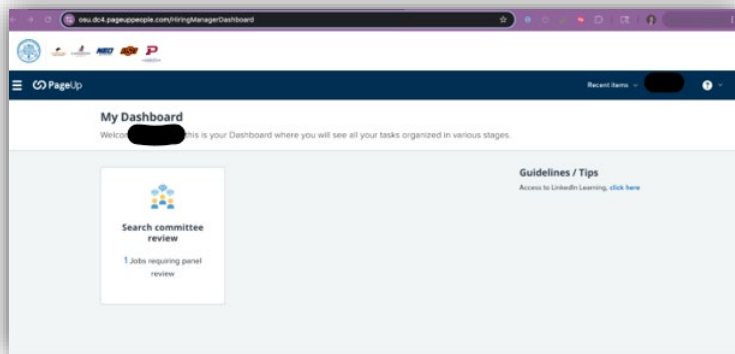 osu.dc4.pageuppeople.com/HiringManagerDashboard
NEO
PageUp
Recent items
?
My Dashboard
Welcom this is your Dashboard where you will see all your tasks organized in various stages.
Search committee
review
1 Jobs requiring panel
review
Guidelines / Tips
Access to LinkedIn Learning, click here